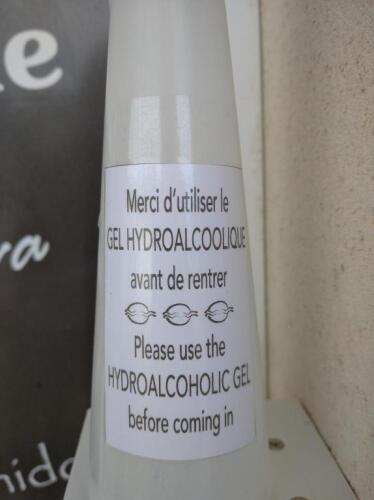 Merci d'utiliser le
GEL HYDROALCOOLIQUE
avant de rentrer
Please use the
HYDROALCOHOLIC GEL
before coming in